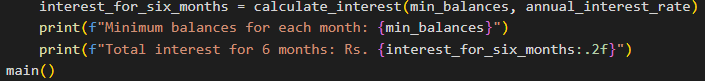 interest_for_six_months = calculate_interest(min_balances, annual_interest_rate)
    print(f"Minimum balances for each month: {min_balances}")
    print(f"Total interest for 6 months: Rs. {interest_for_six_months:.2f}")
main()